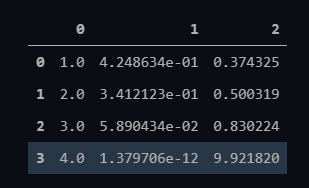 0 1 2
0 1.0 4.248634e-01 0.374325
1 2.0 3.412123e-01 0.500319
2 3.0 5.890434e-02 0.830224
3 4.0 1.379706e-12 9.921820